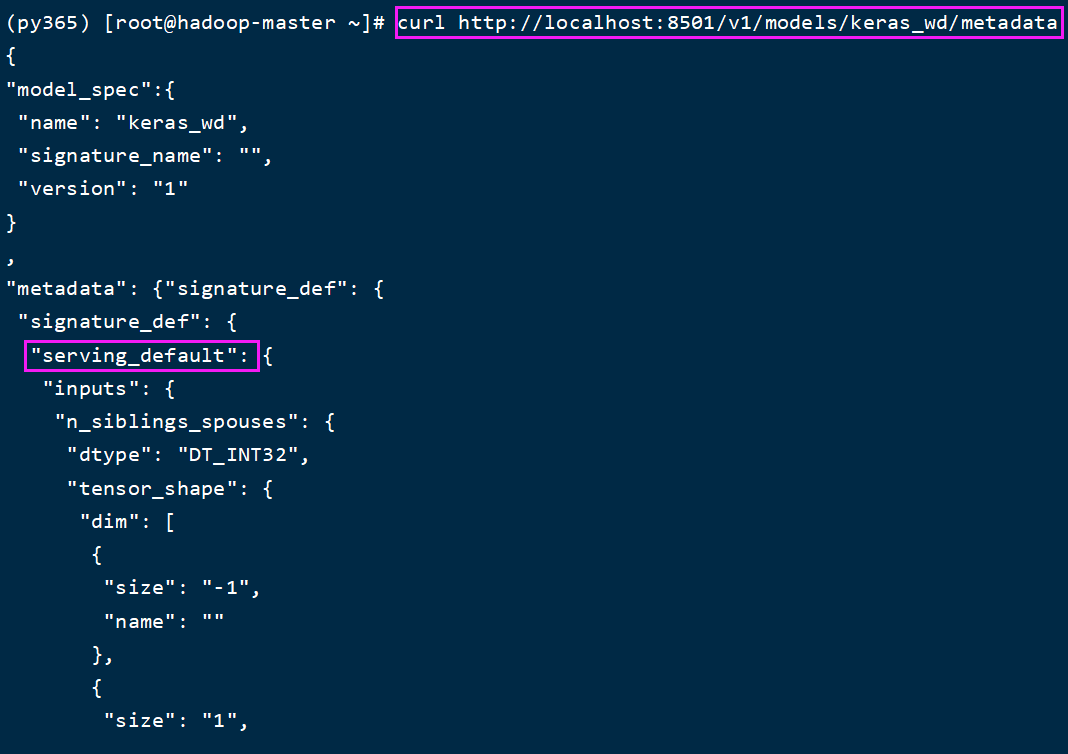 (py365) [root@hadoop-master ~]# curl http://localhost:8501/v1/models/keras_wd/metadata
{
"model_spec":{
 "name": "keras_wd",
 "signature_name": "",
 "version": "1"
}
,
"metadata": {"signature_def": {
 "signature_def": {
  "serving_default": {
   "inputs": {
    "n_siblings_spouses": {
     "dtype": "DT_INT32",
     "tensor_shape": {
      "dim": [
       {
        "size": "-1",
        "name": ""
       },
       {
        "size": "1",